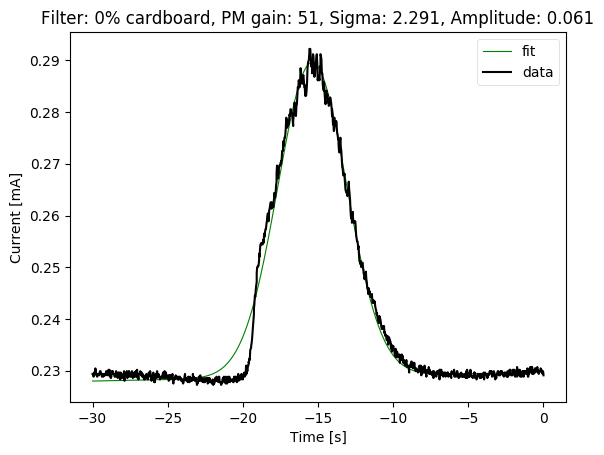 Filter: 0% cardboard, PM gain: 51, Sigma: 2.291, Amplitude: 0.061
fit
data
0.29
0.28
0.27
0.26
0.25
0.24
0.23
Current [mA]
−30 −25 −20 −15 −10 −5 0
Time [s]